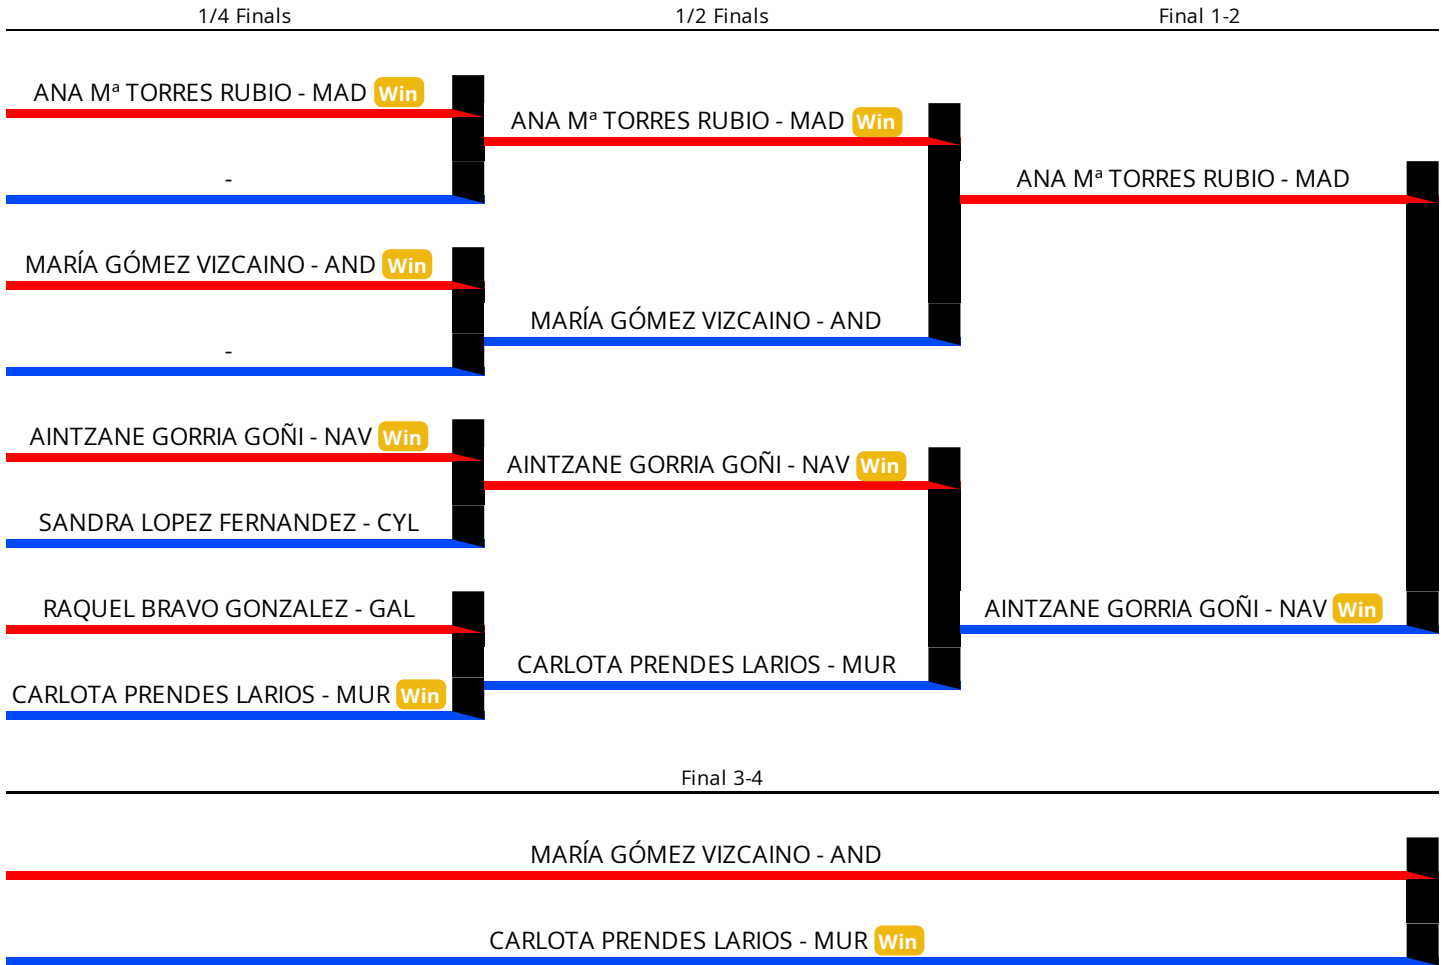 1/4 Finals 1/2 Finals Final 1-2
ANA Mª TORRES RUBIO - MAD Win
-
MARÍA GÓMEZ VIZCAINO - AND Win
-
AINTZANE GORRIA GOÑI - NAV Win
SANDRA LOPEZ FERNANDEZ - CYL
RAQUEL BRAVO GONZALEZ - GAL
CARLOTA PRENDES LARIOS - MUR Win
ANA Mª TORRES RUBIO - MAD Win
MARÍA GÓMEZ VIZCAINO - AND
AINTZANE GORRIA GOÑI - NAV Win
CARLOTA PRENDES LARIOS - MUR
ANA Mª TORRES RUBIO - MAD
AINTZANE GORRIA GOÑI - NAV Win
Final 3-4
MARÍA GÓMEZ VIZCAINO - AND
CARLOTA PRENDES LARIOS - MUR Win